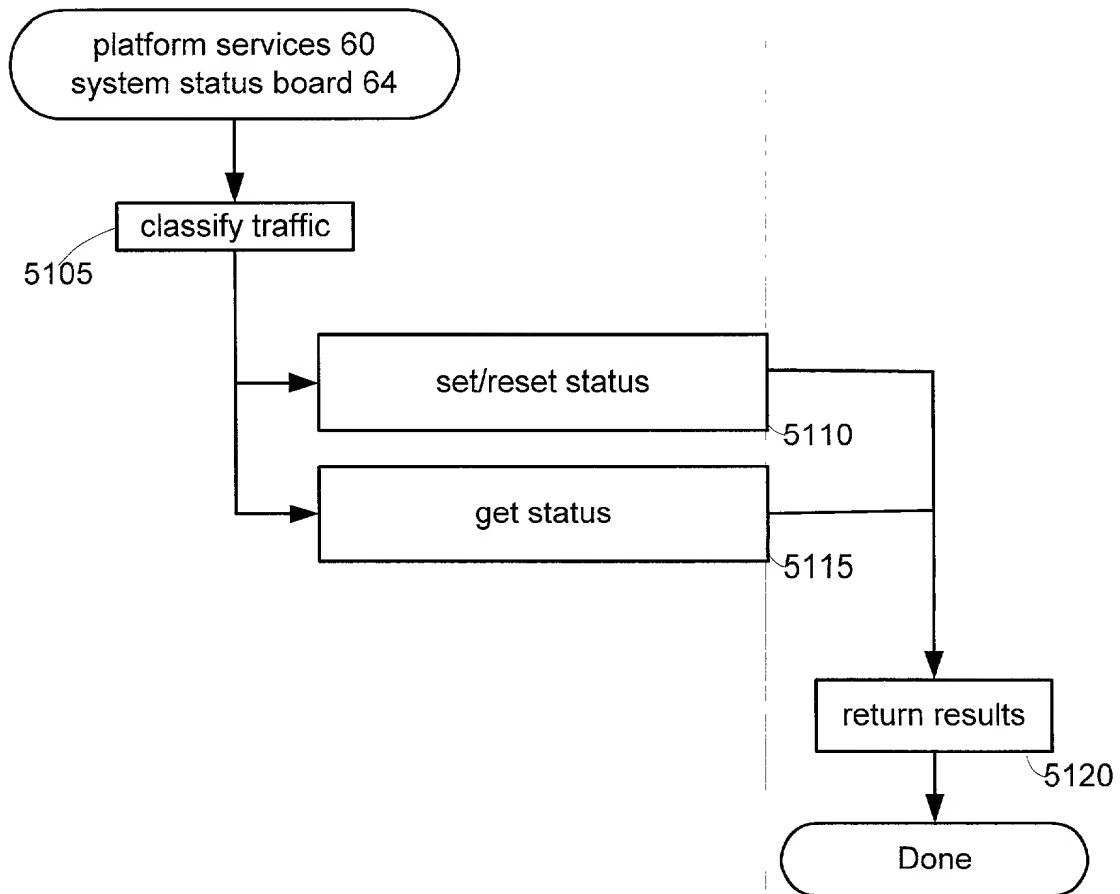 platform services 60
system status board 64
classify traffic
5105
set/reset status
5110
get status
5115
return results
5120
Done